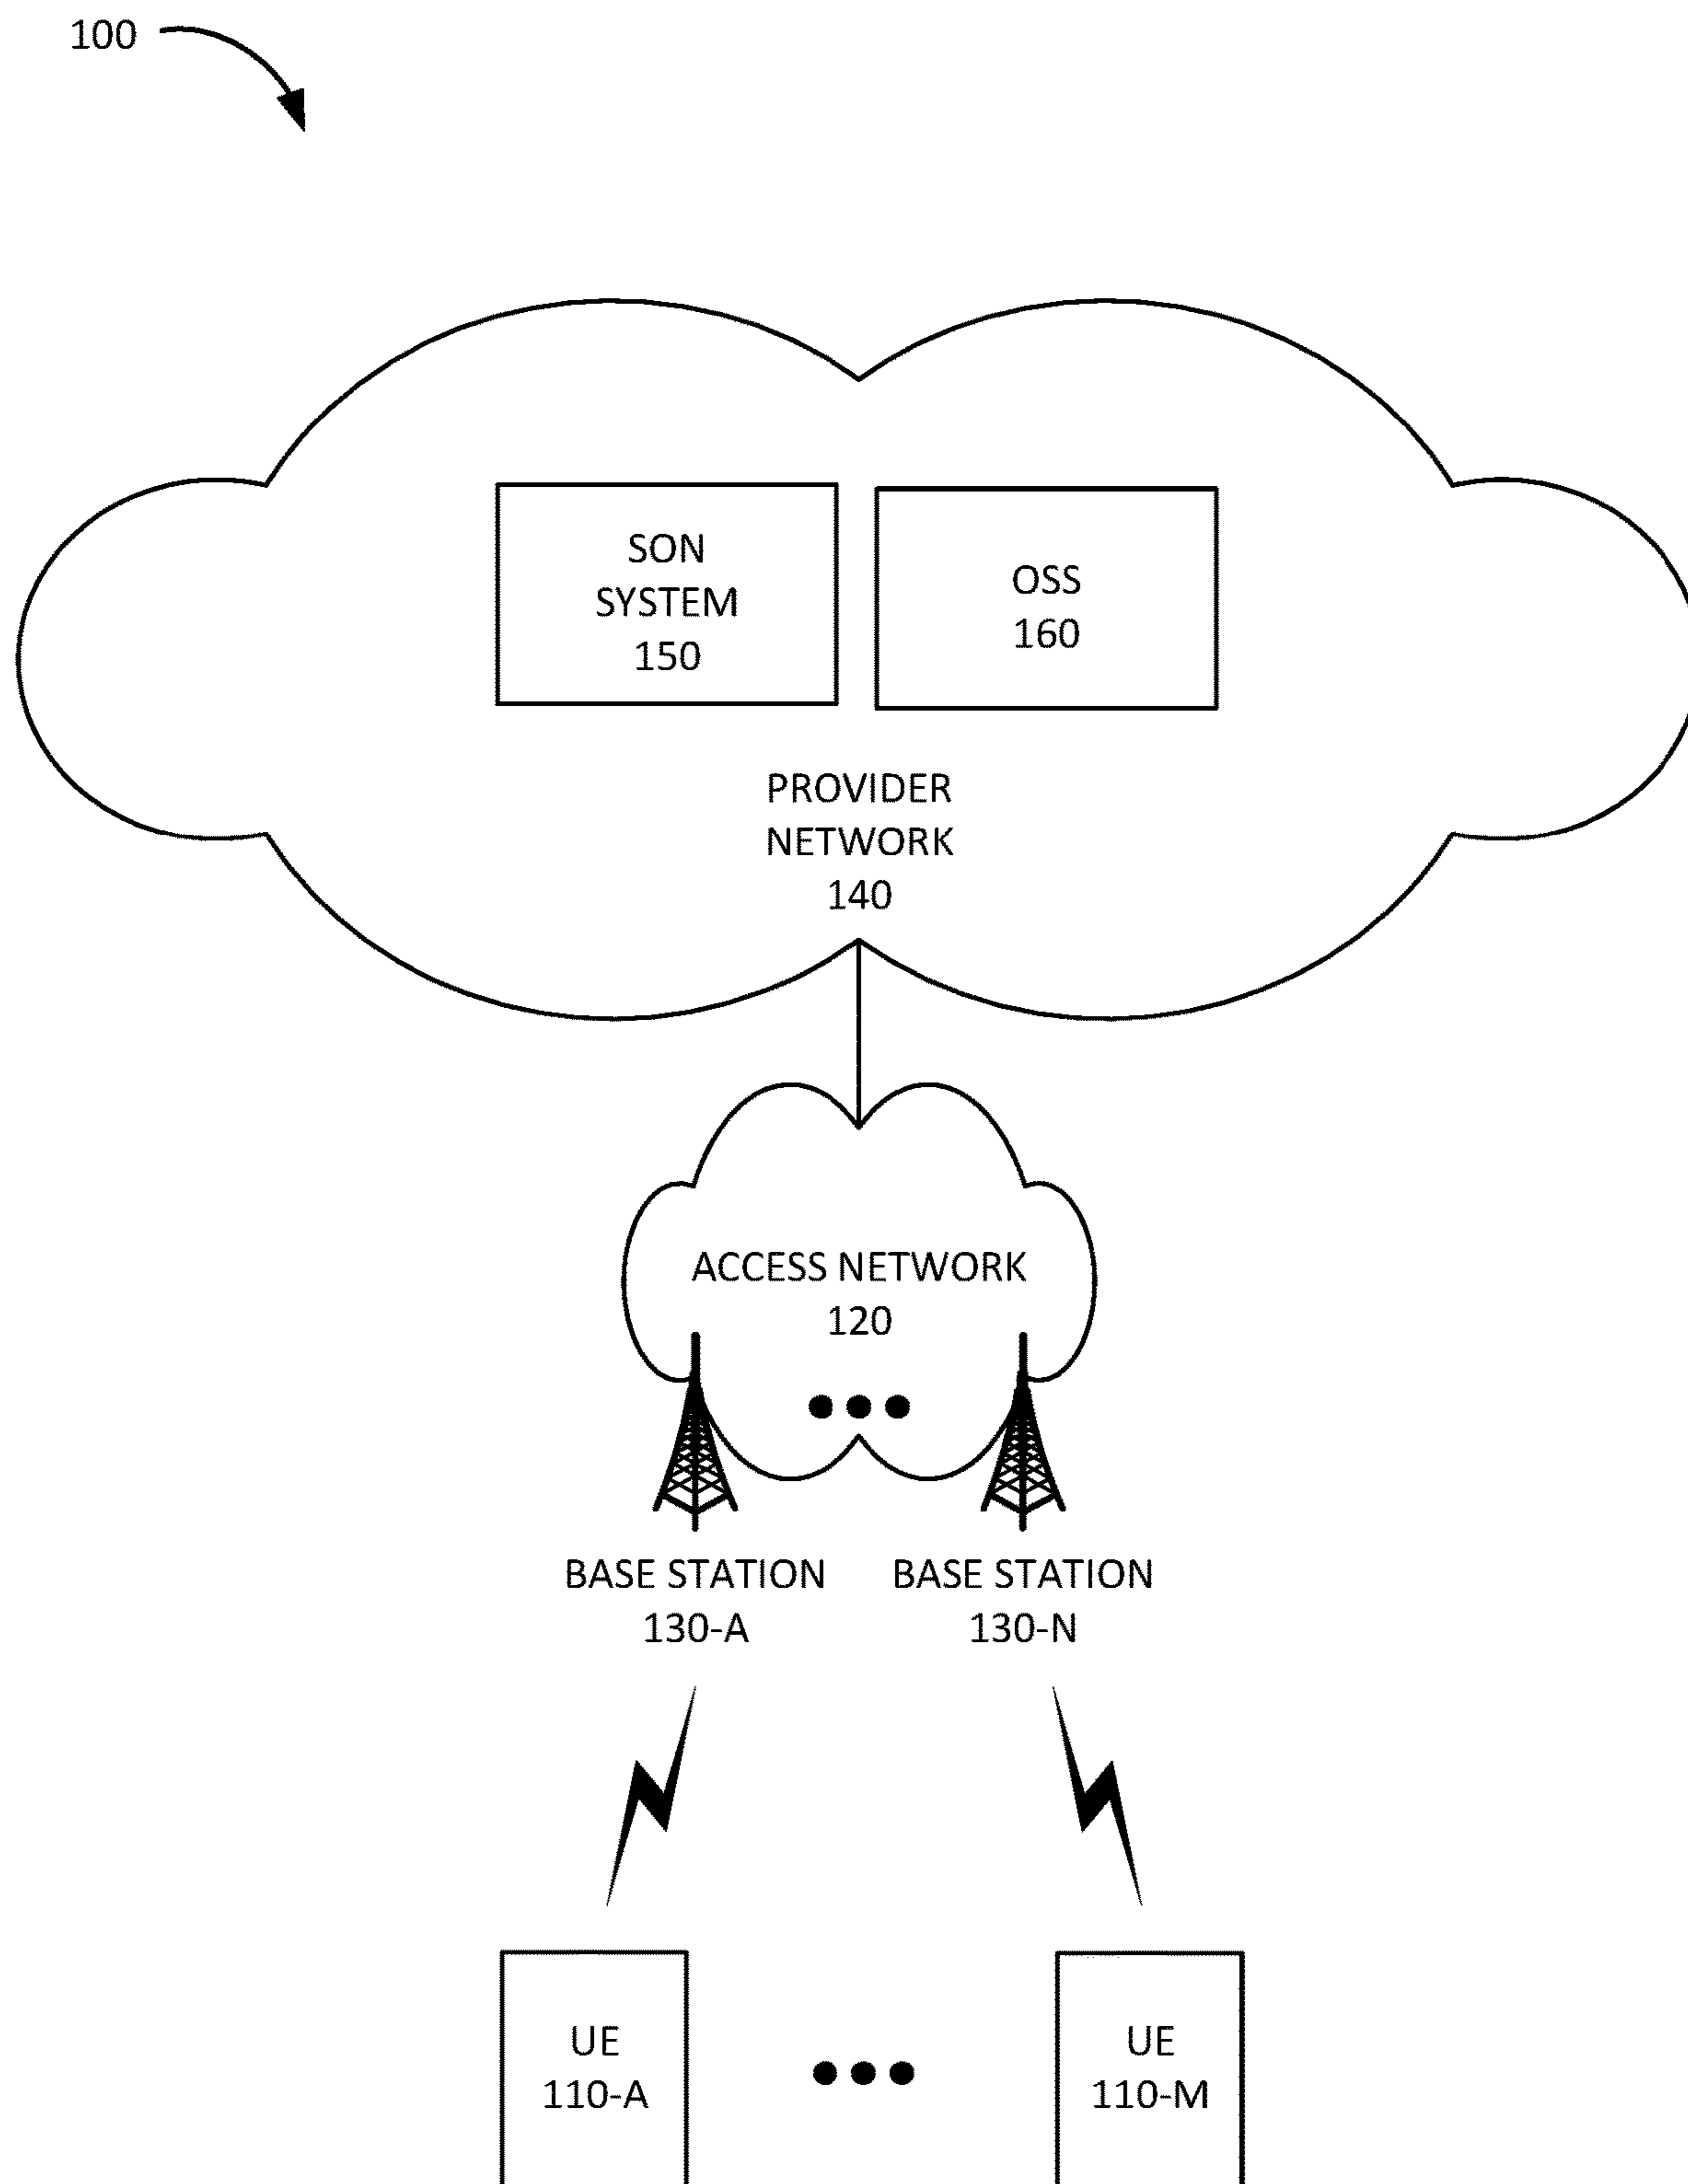 100
SON
SYSTEM
150
OSS
160
PROVIDER
NETWORK
140
ACCESS NETWORK
120
BASE STATION
130-A
BASE STATION
130-N
UE
110-A
UE
110-M